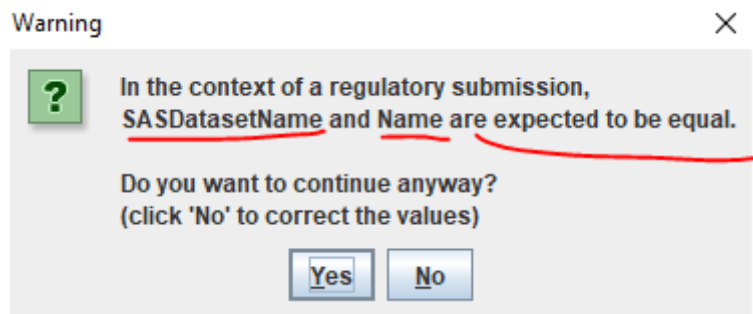 Warning
In the context of a regulatory submission,
SASDatasetName and Name are expected to be equal.
Do you want to continue anyway?
(click 'No' to correct the values)
Yes No